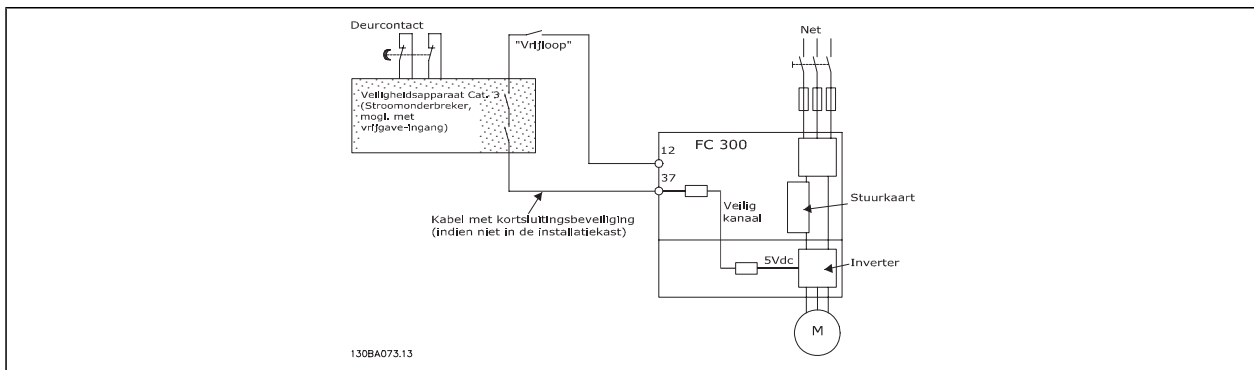 Deurcontact
"Vrijloop"
Net
Veiligheidsapparaat Cat. 3
(Stroomonderbreker,
mogl. met
vrijgave-ingang)
FC 300
12
37
Veilig
kanaal
Stuurkaart
Kabel met kortsluitingsbeveiliging
(indien niet in de installatiekast)
5Vdc
Inverter
M
130BA073.13